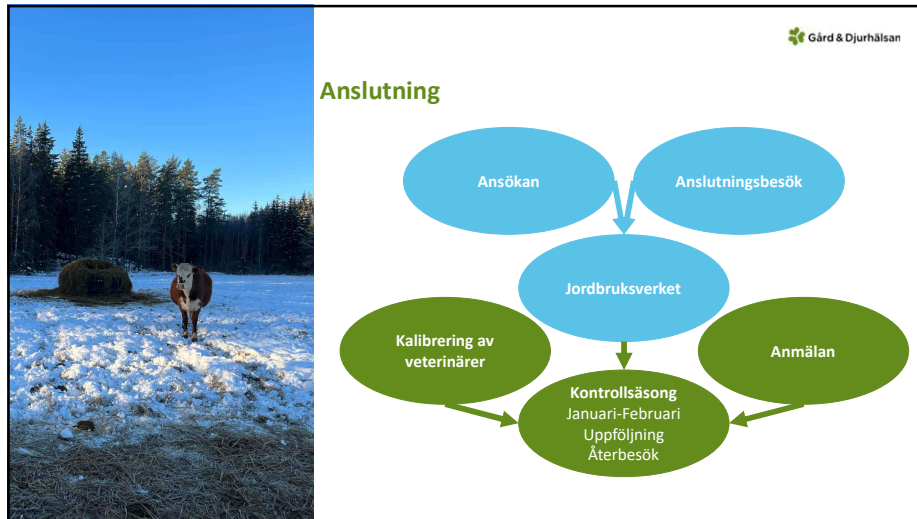 Gård & Djurhälsan
Anslutning
Ansökan
Anslutningsbesök
Jordbruksverket
Kalibrering av
veterinärer
Anmälan
Kontrollsäsong
Januari-Februari
Uppföljning
Återbesök